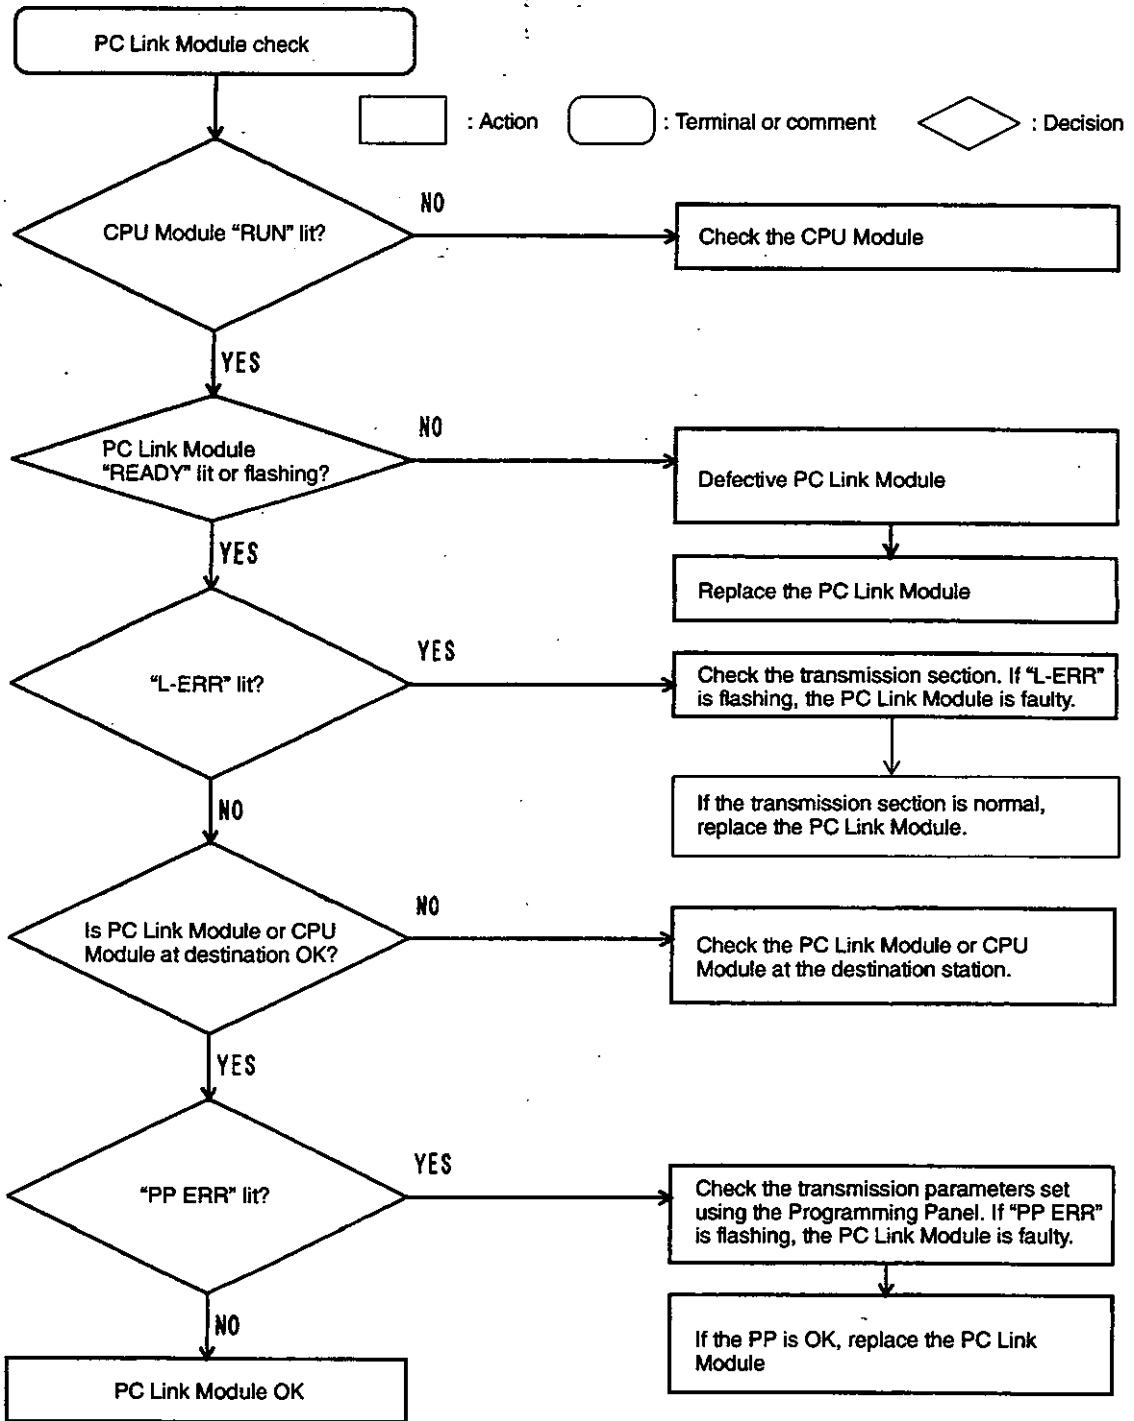 PC Link Module check
: Action
: Terminal or comment
: Decision
CPU Module “RUN” lit?
NO
Check the CPU Module
YES
PC Link Module
“READY” lit or flashing?
NO
Defective PC Link Module
Replace the PC Link Module
YES
“L-ERR” lit?
YES
Check the transmission section. If “L-ERR”
is flashing, the PC Link Module is faulty.
If the transmission section is normal,
replace the PC Link Module.
NO
Is PC Link Module or CPU
Module at destination OK?
NO
Check the PC Link Module or CPU
Module at the destination station.
YES
“PP ERR” lit?
YES
Check the transmission parameters set
using the Programming Panel. If “PP ERR”
is flashing, the PC Link Module is faulty.
If the PP is OK, replace the PC Link
Module
NO
PC Link Module OK